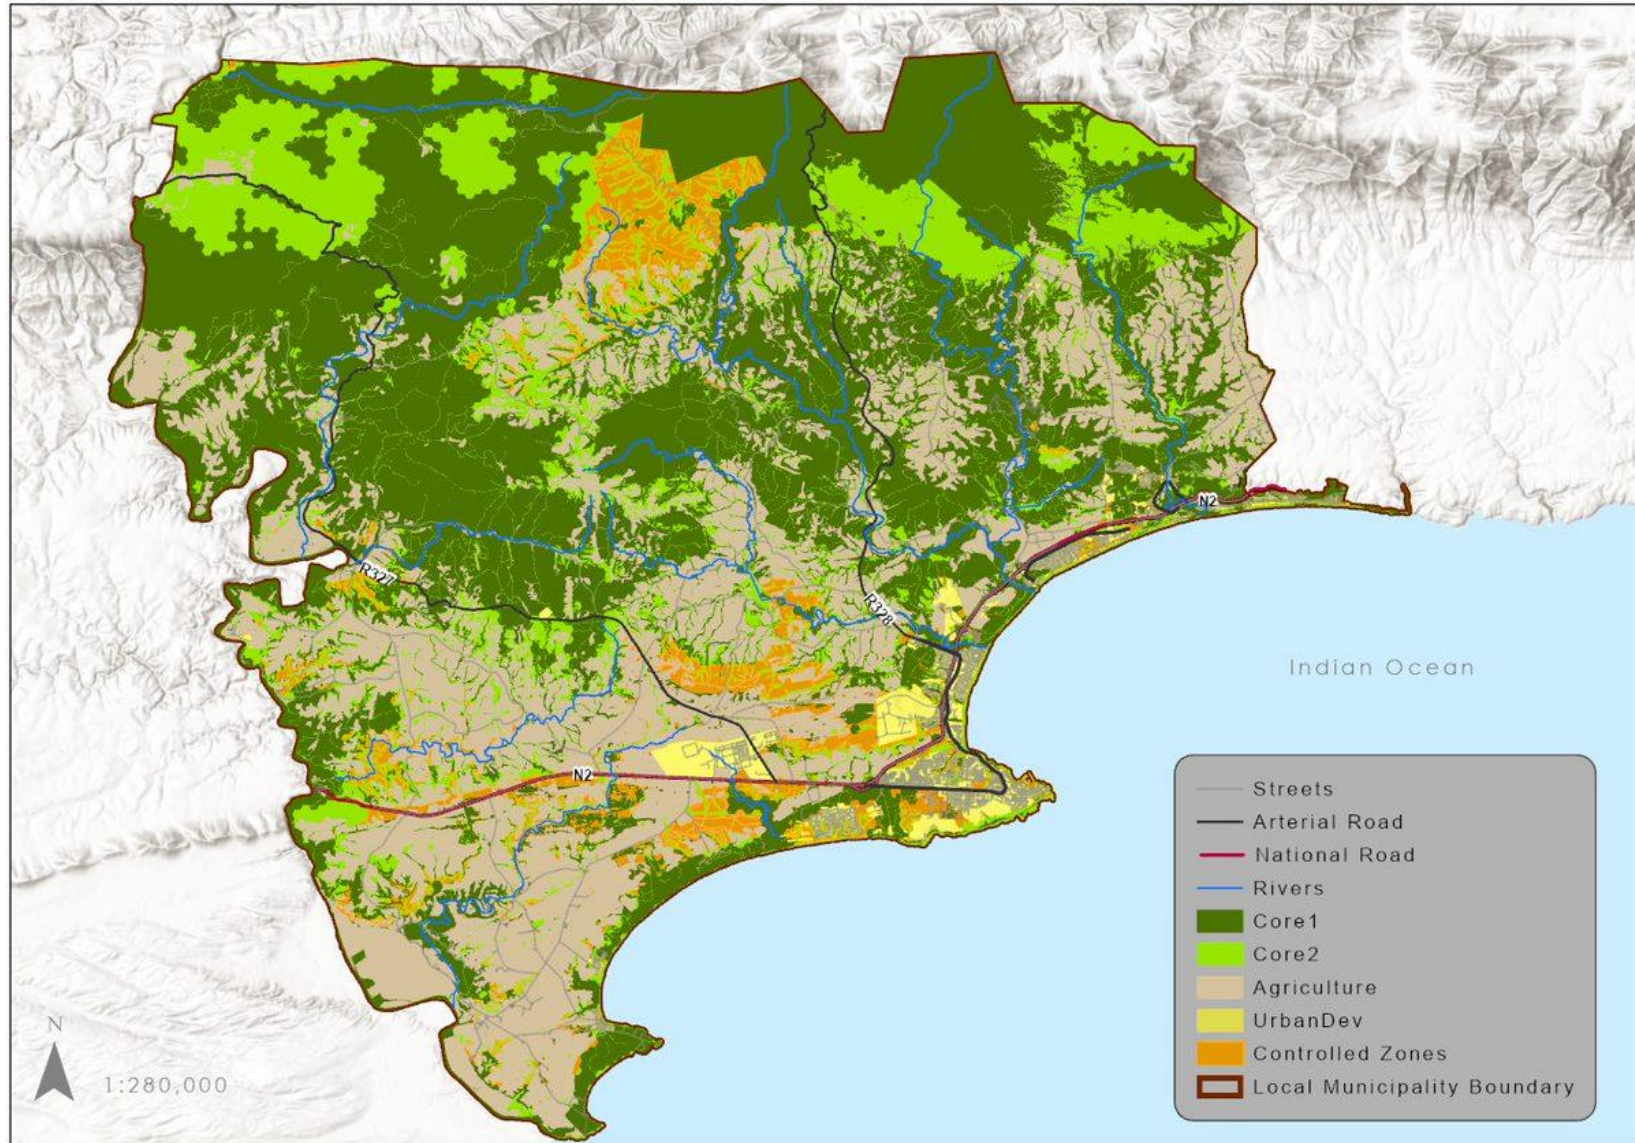 N2
R327
R328
Indian Ocean
N2
Streets
Arterial Road
National Road
Rivers
Core1
Core2
Agriculture
UrbanDev
Controlled Zones
Local Municipality Boundary
N
1:280,000